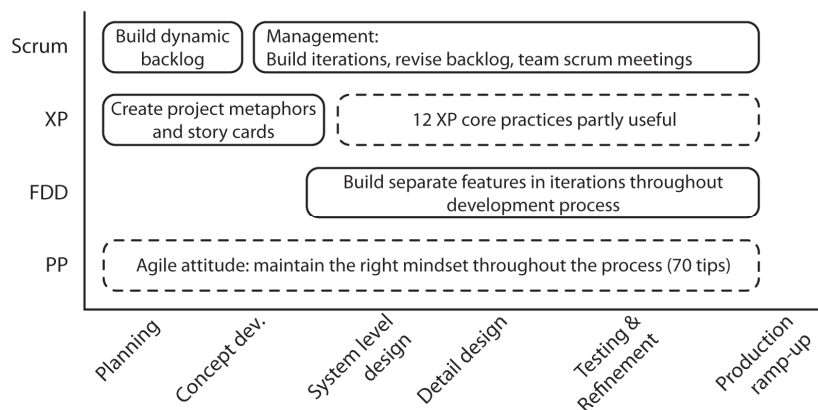 Scrum
Build dynamic
backlog
Management:
Build iterations, revise backlog, team scrum meetings
XP
Create project metaphors
and story cards
12 XP core practices partly useful
FDD
Build separate features in iterations throughout
development process
PP
Agile attitude: maintain the right mindset throughout the process (70 tips)
Planning
Concept dev.
System level
design
Detail design
Testing &
Refinement
Production
ramp-up